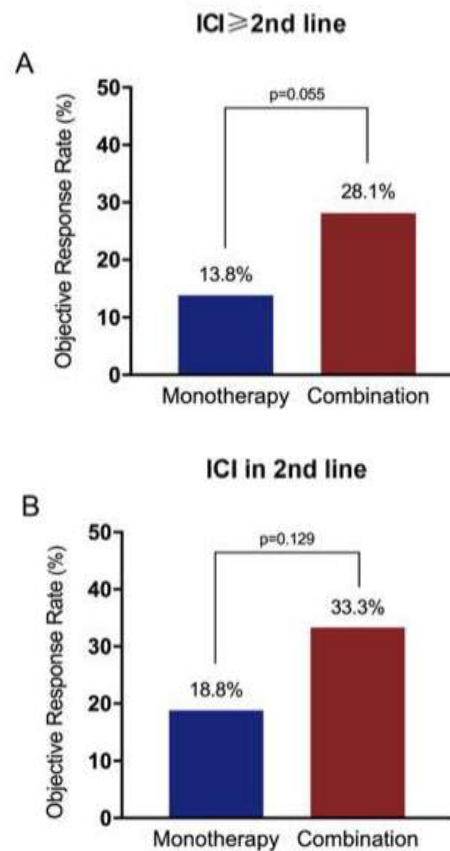 ICI⩾2nd line
A
Objective Response Rate (%)
50
40
30
20
10
0
p=0.055
13.8%
28.1%
Monotherapy Combination
ICI in 2nd line
B
Objective Response Rate (%)
50
40
30
20
10
0
p=0.129
18.8%
33.3%
Monotherapy Combination